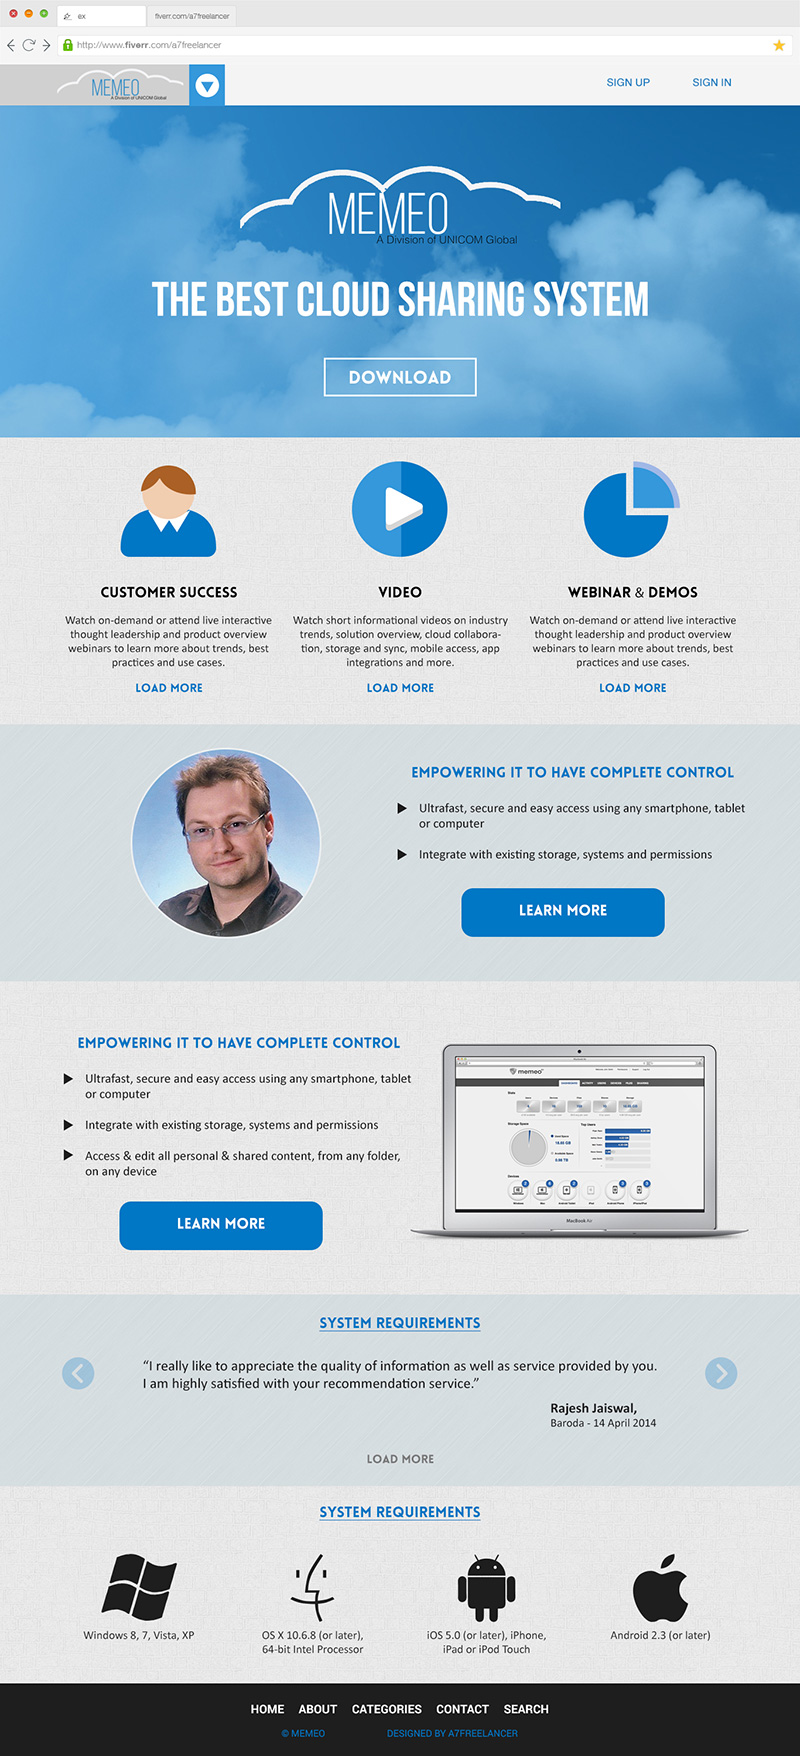 ex
fiverr.com/a7freelancer
http://www.fiverr.com/a7freelancer
MEMEO
A Division of UNICOM Global
SIGN UP
SIGN IN
MEMEO
A Division of UNICOM Global
THE BEST CLOUD SHARING SYSTEM
DOWNLOAD
CUSTOMER SUCCESS
Watch on-demand or attend live interactive
thought leadership and product overview
webinars to learn more about trends, best
practices and use cases.
LOAD MORE
VIDEO
Watch short informational videos on industry
trends, solution overview, cloud collabora-
tion, storage and sync, mobile access, app
integrations and more.
LOAD MORE
WEBINAR & DEMOS
Watch on-demand or attend live interactive
thought leadership and product overview
webinars to learn more about trends, best
practices and use cases.
LOAD MORE
EMPOWERING IT TO HAVE COMPLETE CONTROL
Ultrafast, secure and easy access using any smartphone, tablet
or computer
Integrate with existing storage, systems and permissions
LEARN MORE
EMPOWERING IT TO HAVE COMPLETE CONTROL
Ultrafast, secure and easy access using any smartphone, tablet
or computer
Integrate with existing storage, systems and permissions
Access & edit all personal & shared content, from any folder,
on any device
LEARN MORE
memeo
Stats
Storage Space
Top Users
Devices
MacBook Air
SYSTEM REQUIREMENTS
“I really like to appreciate the quality of information as well as service provided by you.
I am highly satisfied with your recommendation service.”
Rajesh Jaiswal,
Baroda - 14 April 2014
LOAD MORE
SYSTEM REQUIREMENTS
Windows 8, 7, Vista, XP
OS X 10.6.8 (or later),
64-bit Intel Processor
iOS 5.0 (or later), iPhone,
iPad or iPod Touch
Android 2.3 (or later)
HOME ABOUT CATEGORIES CONTACT SEARCH
© MEMEO DESIGNED BY A7FREELANCER